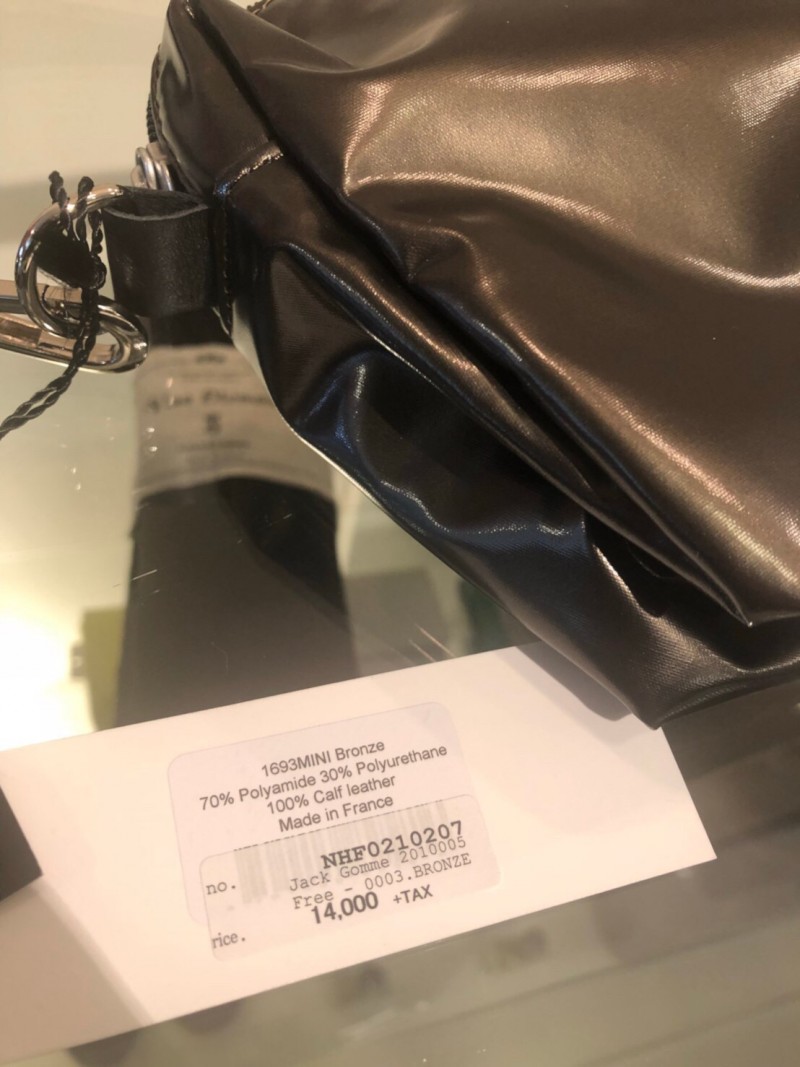 1693MINI Bronze
70% Polyamide 30% Polyurethane
100% Calf leather
Made in France
no. NHF0210207
Jack Gomme 2010005
Free - 0003.BRONZE
rice. 14,000 +TAX